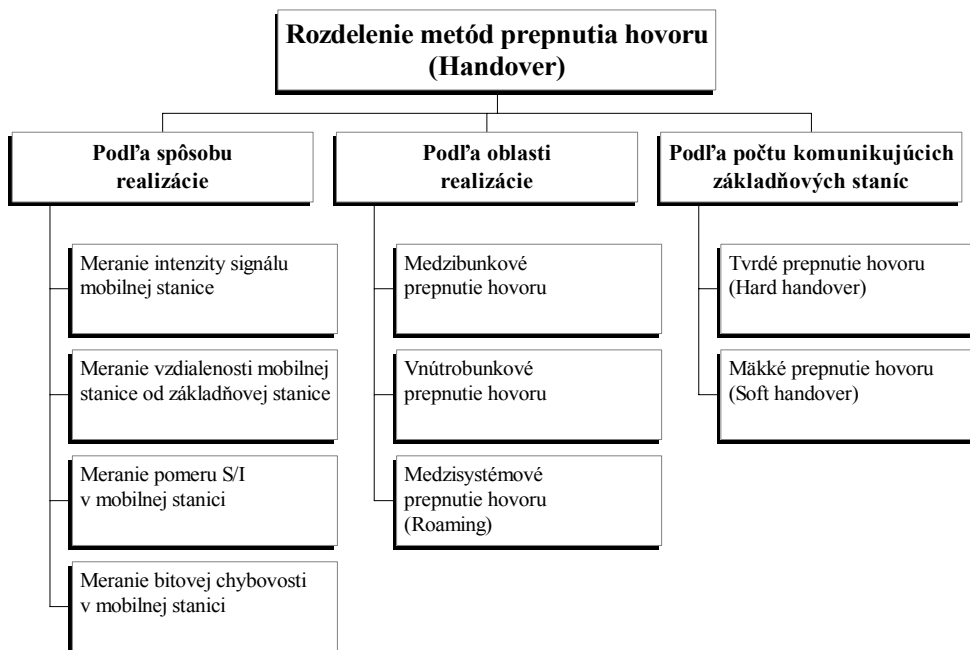 Rozdelenie metód prepnutia hovoru
(Handover)
Podľa spôsobu
realizácie
Meranie intenzity signálu
mobilnej stanice
Meranie vzdialenosti mobilnej
stanice od základňovej stanice
Meranie pomeru S/I
v mobilnej stanici
Meranie bitovej chybovosti
v mobilnej stanici
Podľa oblasti
realizácie
Medzibunkové
prepnutie hovoru
Vnútrobunkové
prepnutie hovoru
Medzisystémové
prepnutie hovoru
(Roaming)
Podľa počtu komunikujúcich
základňových staníc
Tvrdé prepnutie hovoru
(Hard handover)
Mäkké prepnutie hovoru
(Soft handover)